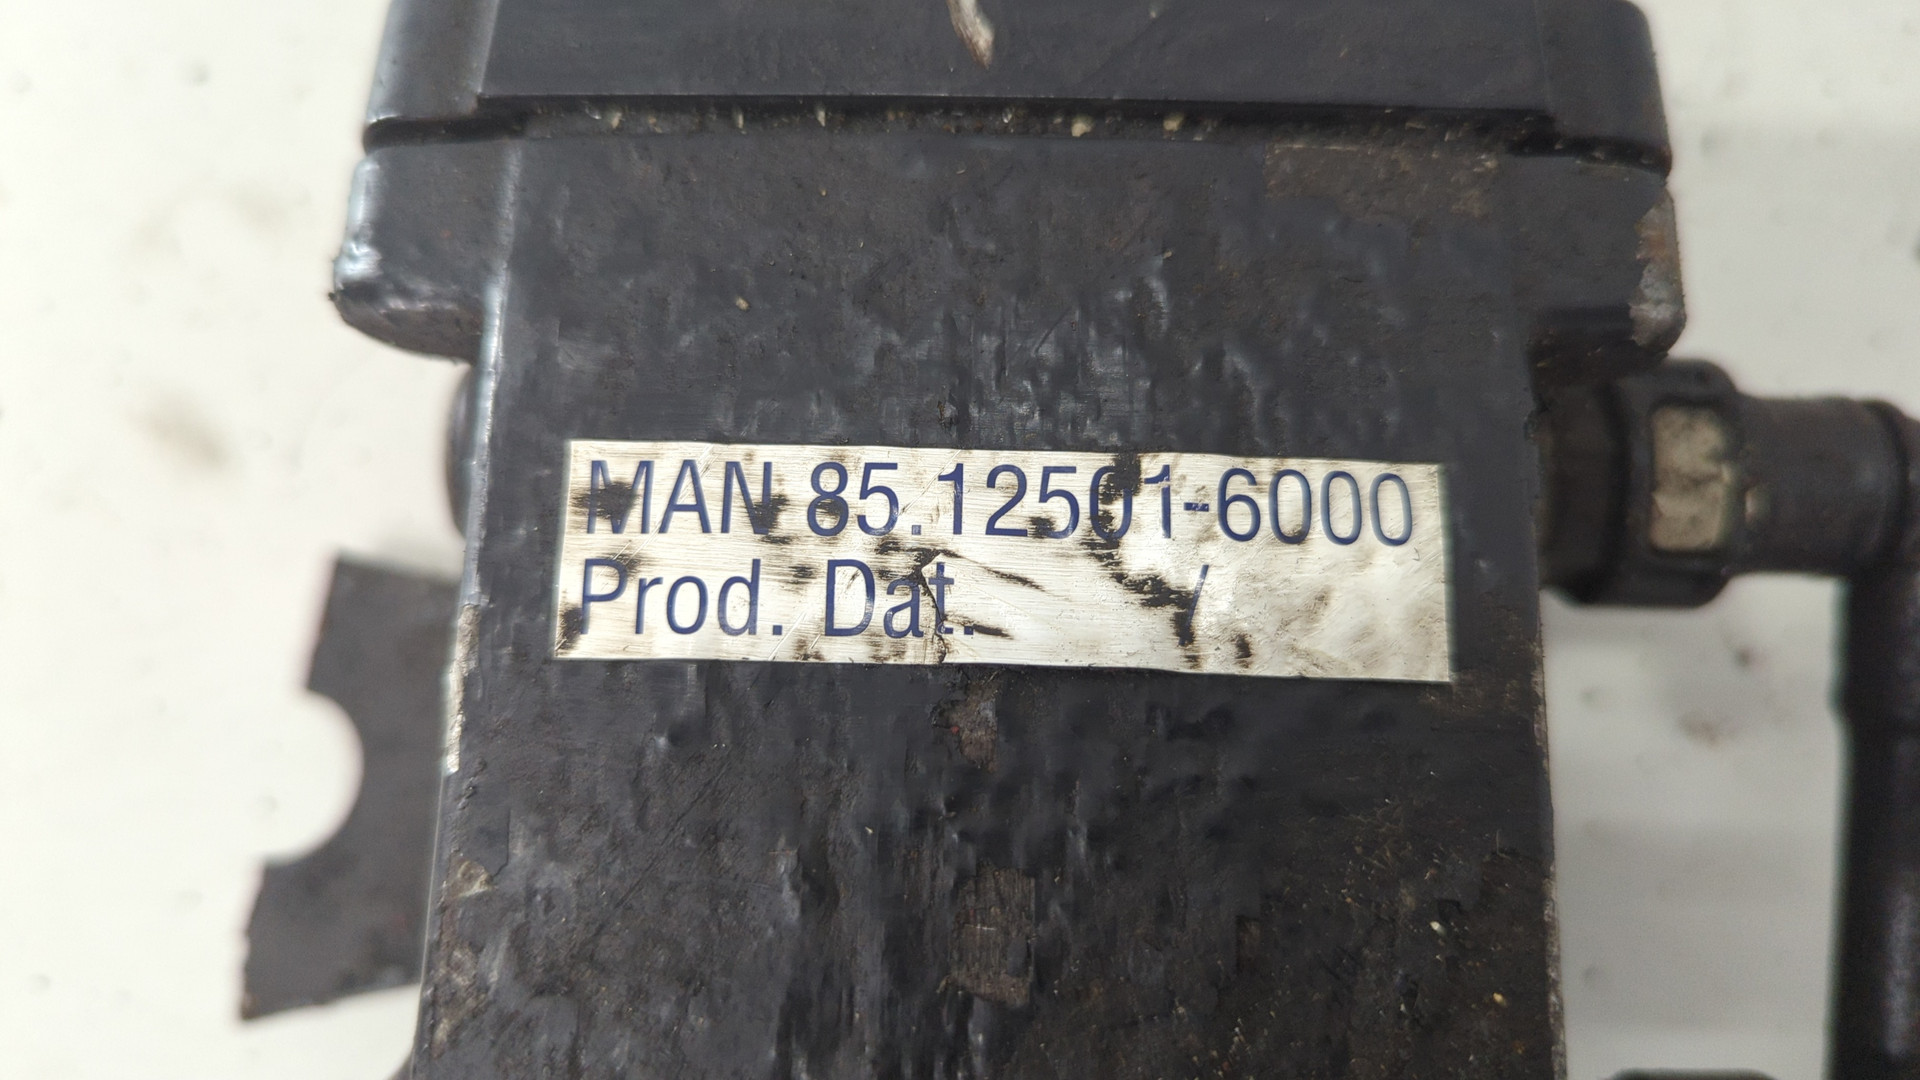 MAN 85.12501-6000
Prod. Dat. /